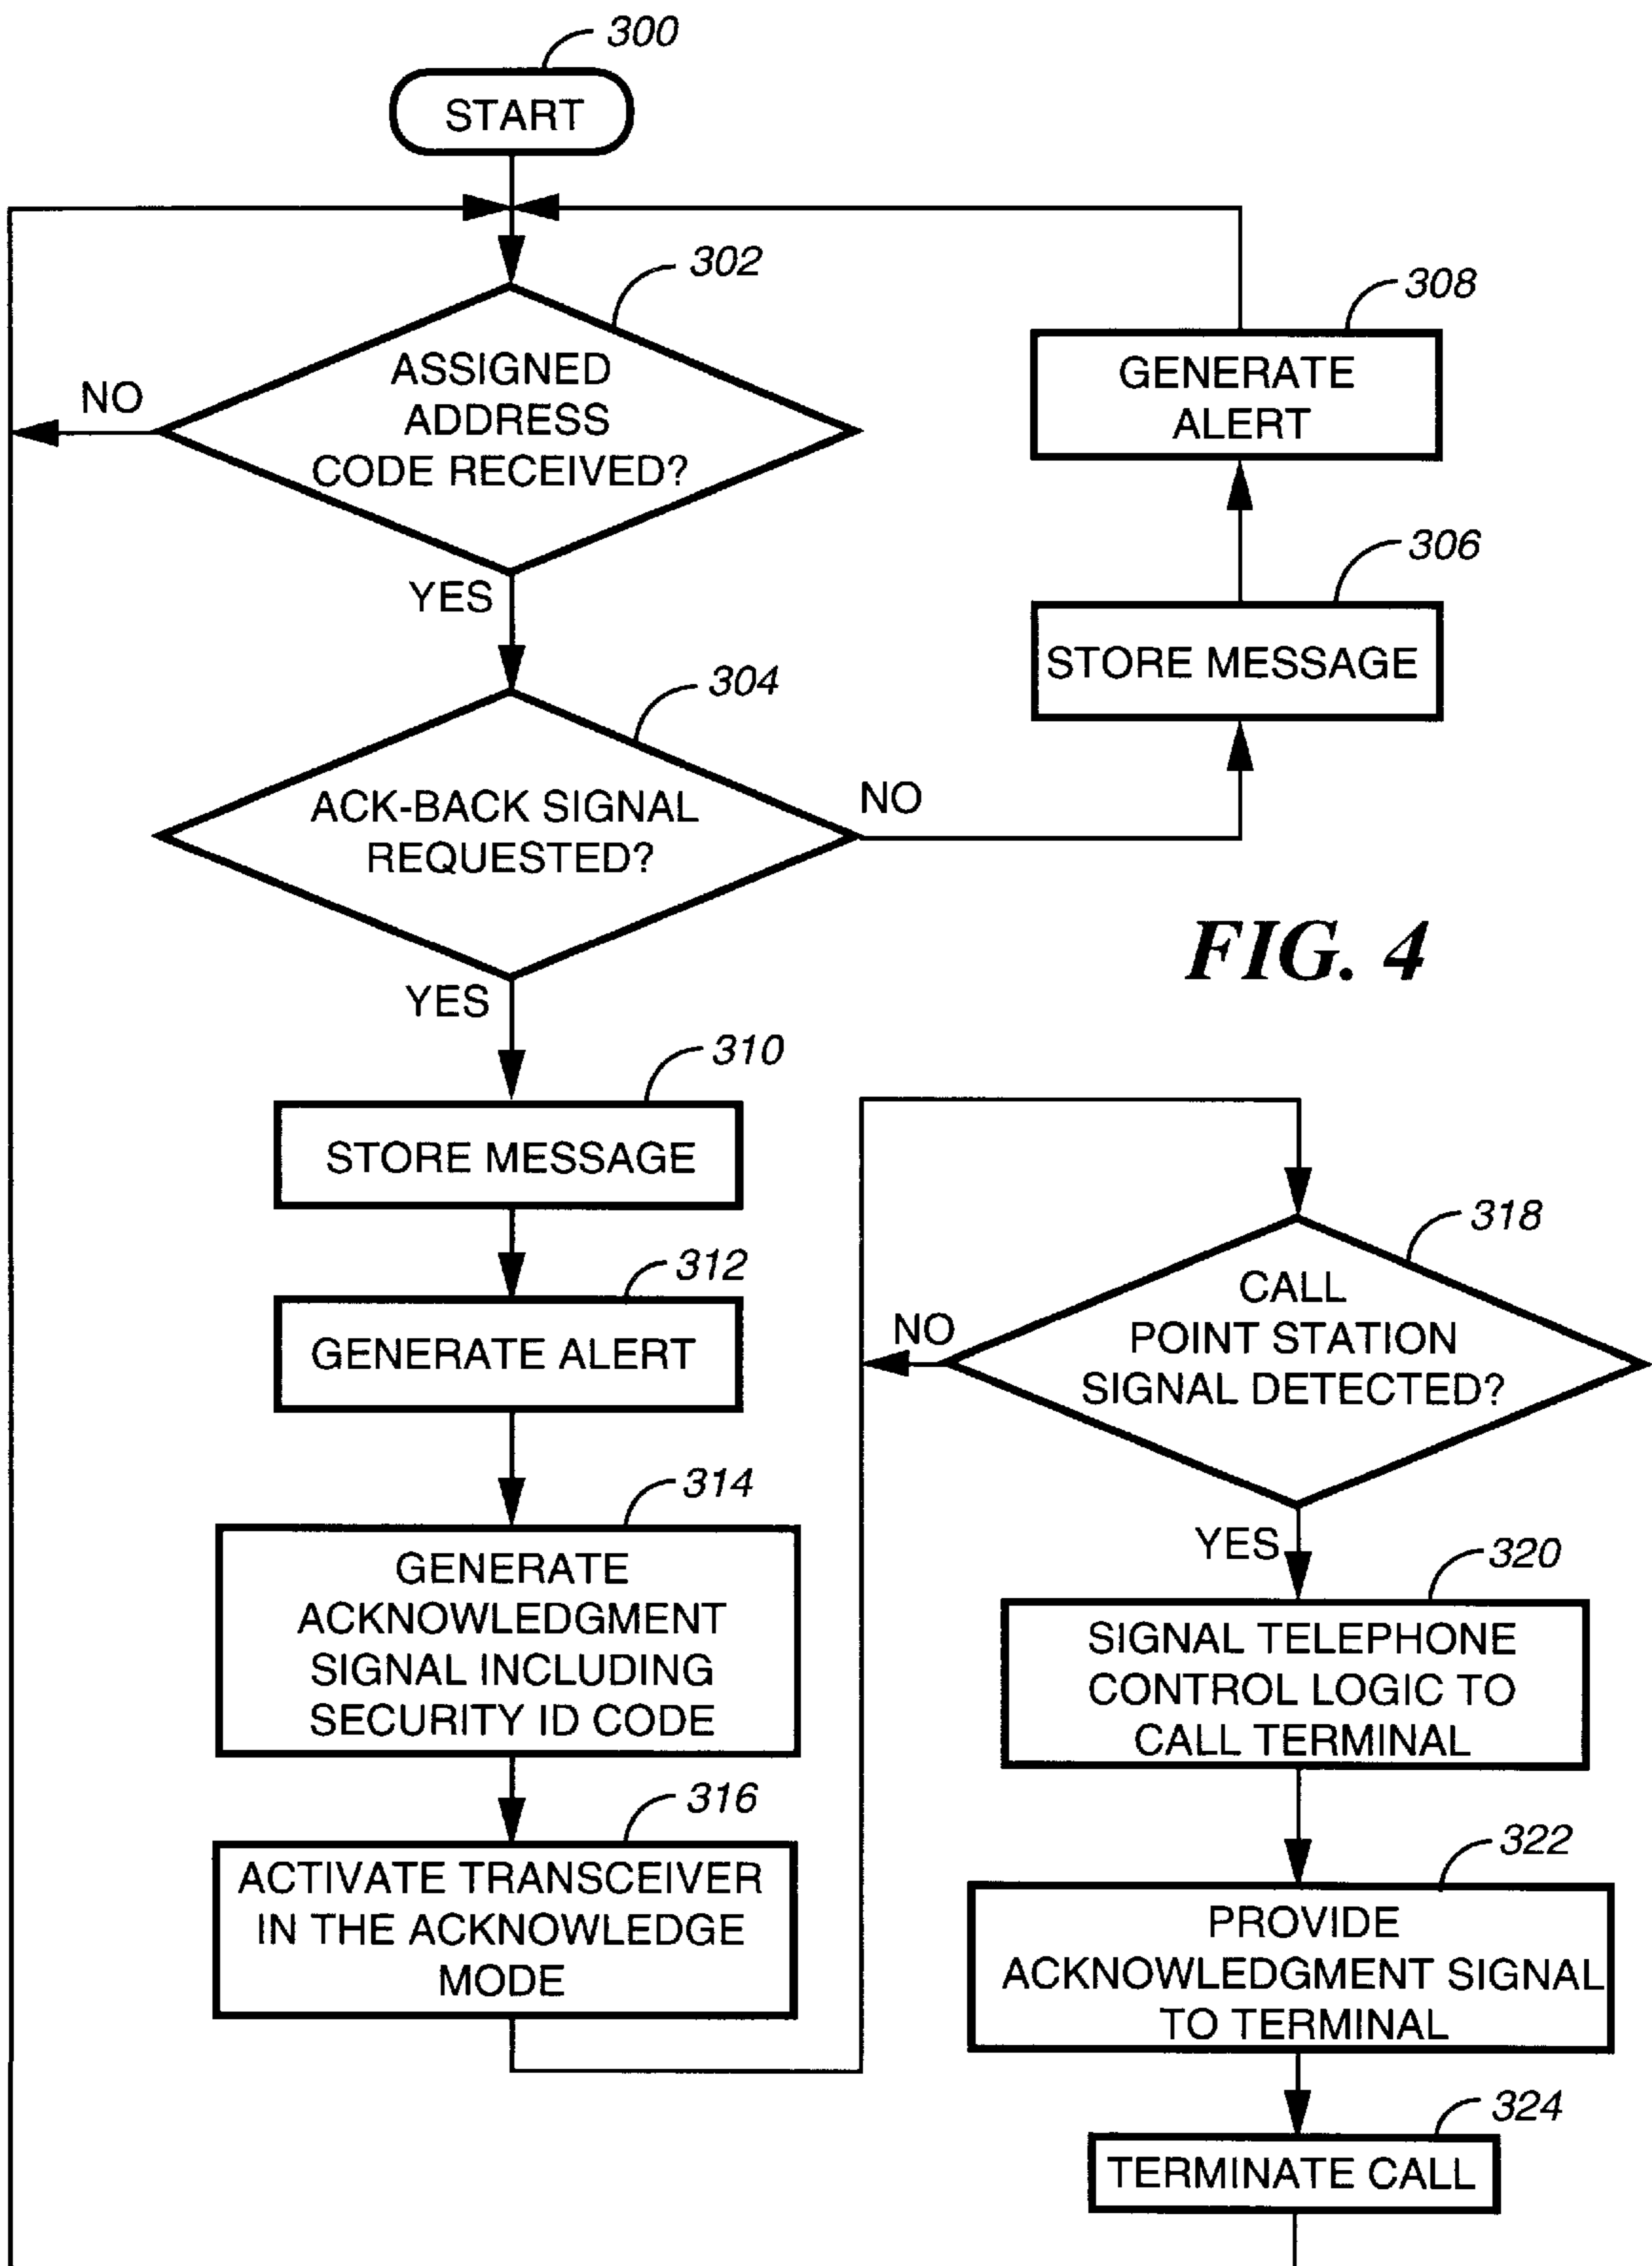 300
START
302
ASSIGNED
ADDRESS
CODE RECEIVED?
NO
YES
308
GENERATE
ALERT
306
STORE MESSAGE
304
ACK-BACK SIGNAL
REQUESTED?
NO
YES
FIG. 4
310
STORE MESSAGE
312
GENERATE ALERT
314
GENERATE
ACKNOWLEDGMENT
SIGNAL INCLUDING
SECURITY ID CODE
316
ACTIVATE TRANSCEIVER
IN THE ACKNOWLEDGE
MODE
318
CALL
POINT STATION
SIGNAL DETECTED?
NO
YES
320
SIGNAL TELEPHONE
CONTROL LOGIC TO
CALL TERMINAL
322
PROVIDE
ACKNOWLEDGMENT SIGNAL
TO TERMINAL
324
TERMINATE CALL